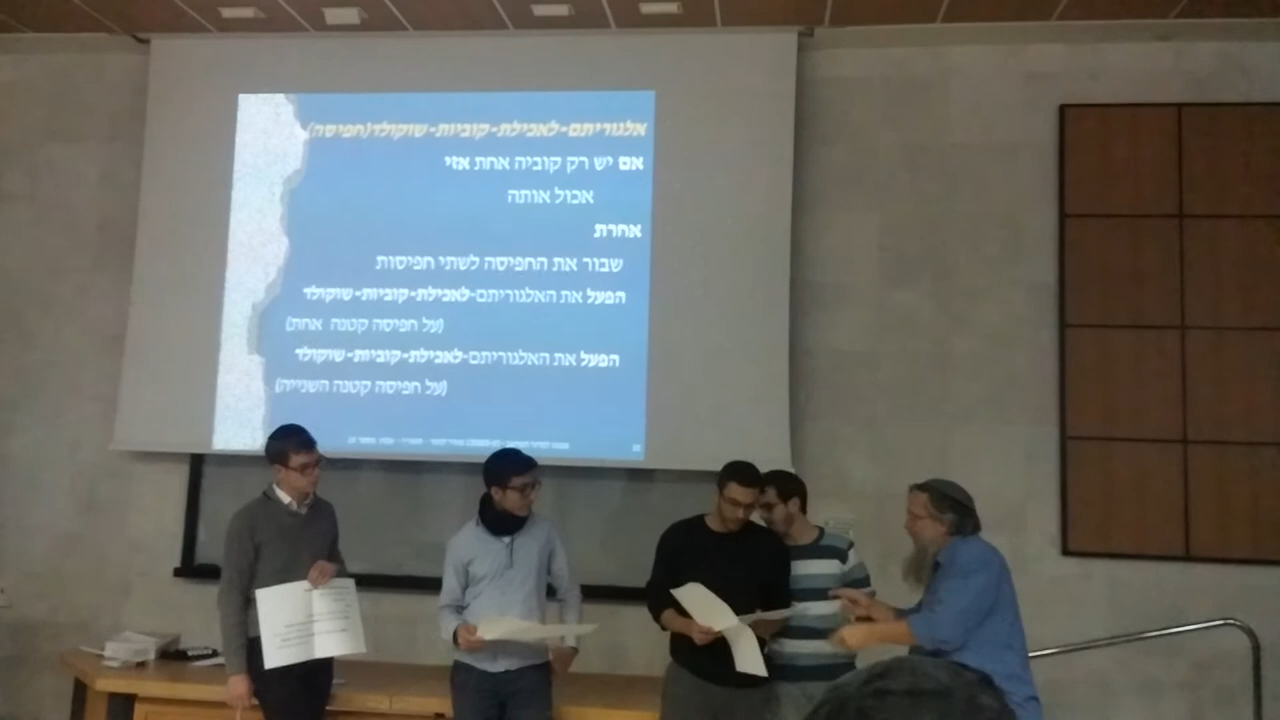 אלגוריתם-לאכילת-קוביות-שוקולד(חפיסה)
אם יש רק קוביה אחת אזי
אכול אותה
אחרת
שבור את החפיסה לשתי חפיסות
הפעל את האלגוריתם-לאכילת-קוביות-שוקולד
(על חפיסה קטנה אחת)
הפעל את האלגוריתם-לאכילת-קוביות-שוקולד
(על חפיסה קטנה השנייה)